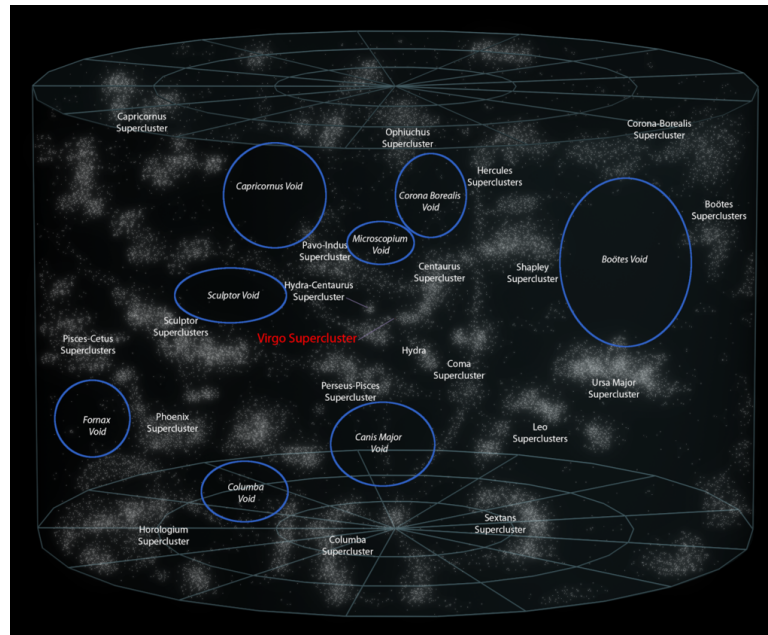 Capricornus
Supercluster
Ophiuchus
Supercluster
Corona-Borealis
Supercluster
Capricornus Void
Corona Borealis
Void
Hercules
Superclusters
Boötes
Superclusters
Microscopium
Void
Pavo-Indus
Supercluster
Centaurus
Supercluster
Shapley
Supercluster
Boötes Void
Sculptor Void
Hydra-Centaurus
Supercluster
Sculptor
Superclusters
Virgo Supercluster
Pisces-Cetus
Superclusters
Hydra
Coma
Supercluster
Perseus-Pisces
Supercluster
Ursa Major
Supercluster
Fornax
Void
Phoenix
Supercluster
Canis Major
Void
Leo
Superclusters
Columba
Void
Horologium
Supercluster
Columba
Supercluster
Sextans
Supercluster